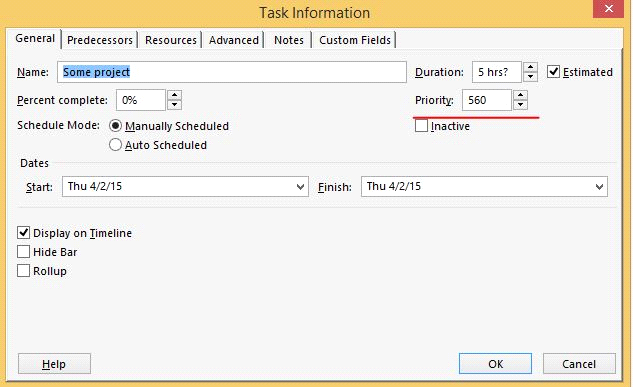 Task Information
General Predecessors Resources Advanced Notes Custom Fields
Name: Some project Duration: 5 hrs? Estimated
Percent complete: 0% Priority: 560
Schedule Mode: Manually Scheduled Inactive
Auto Scheduled
Dates
Start: Thu 4/2/15 Finish: Thu 4/2/15
Display on Timeline
Hide Bar
Rollup
Help OK Cancel